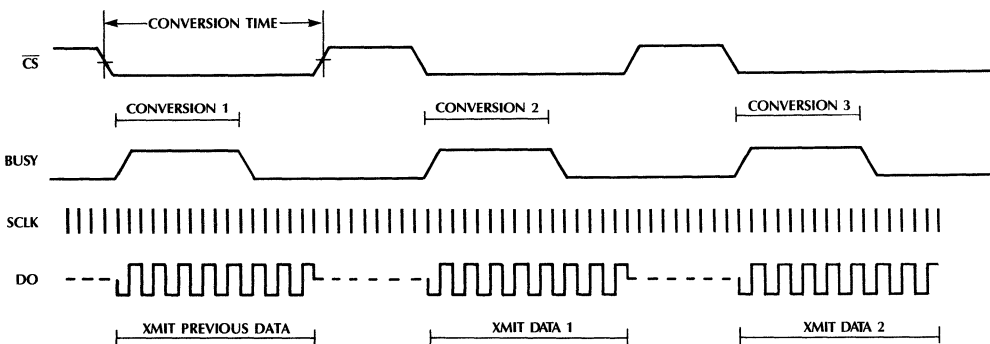 CONVERSION TIME
CS
CONVERSION 1
CONVERSION 2
CONVERSION 3
BUSY
SCLK
DO
XMIT PREVIOUS DATA
XMIT DATA 1
XMIT DATA 2